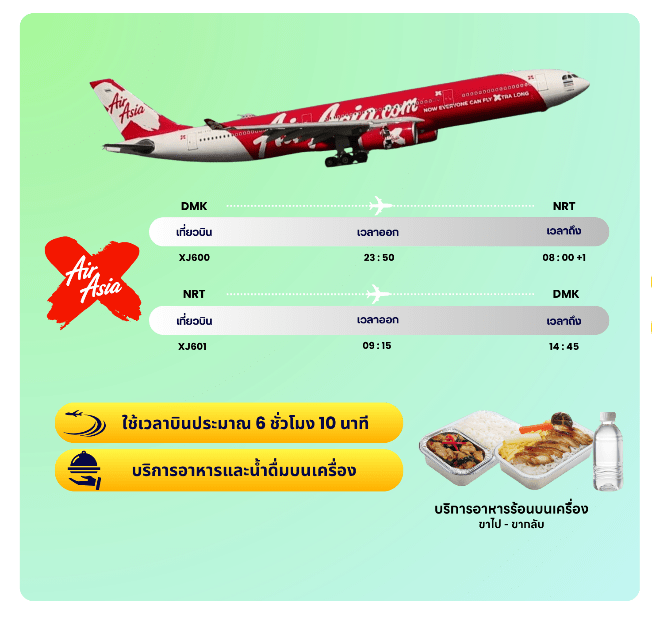 Air
Asia
AirAsia.com
NOW EVERYONE CAN FLY XTRA LONG
DMK NRT
เที่ยวบิน เวลาออก เวลาถึง
XJ600 23 : 50 08 : 00 +1
Air
Asia
NRT DMK
เที่ยวบิน เวลาออก เวลาถึง
XJ601 09 : 15 14 : 45
ใช้เวลาบินประมาณ 6 ชั่วโมง 10 นาที
บริการอาหารและน้ำดื่มบนเครื่อง
บริการอาหารร้อนบนเครื่อง
ขาไป - ขากลับ